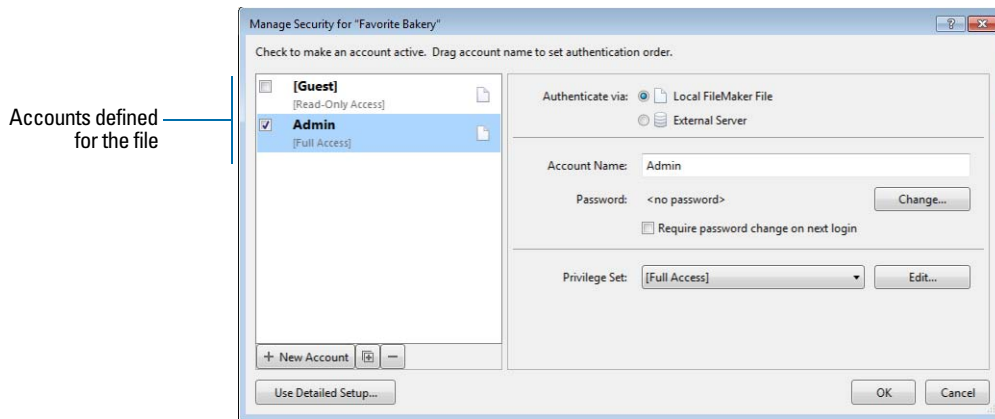 Manage Security for "Favorite Bakery"
Check to make an account active. Drag account name to set authentication order.
Accounts defined
for the file
[Guest]
[Read-Only Access]
Admin
[Full Access]
+ New Account
Use Detailed Setup...
Authenticate via:
Local FileMaker File
External Server
Account Name:
Admin
Password:
<no password>
Change...
Require password change on next login
Privilege Set:
[Full Access]
Edit...
OK
Cancel